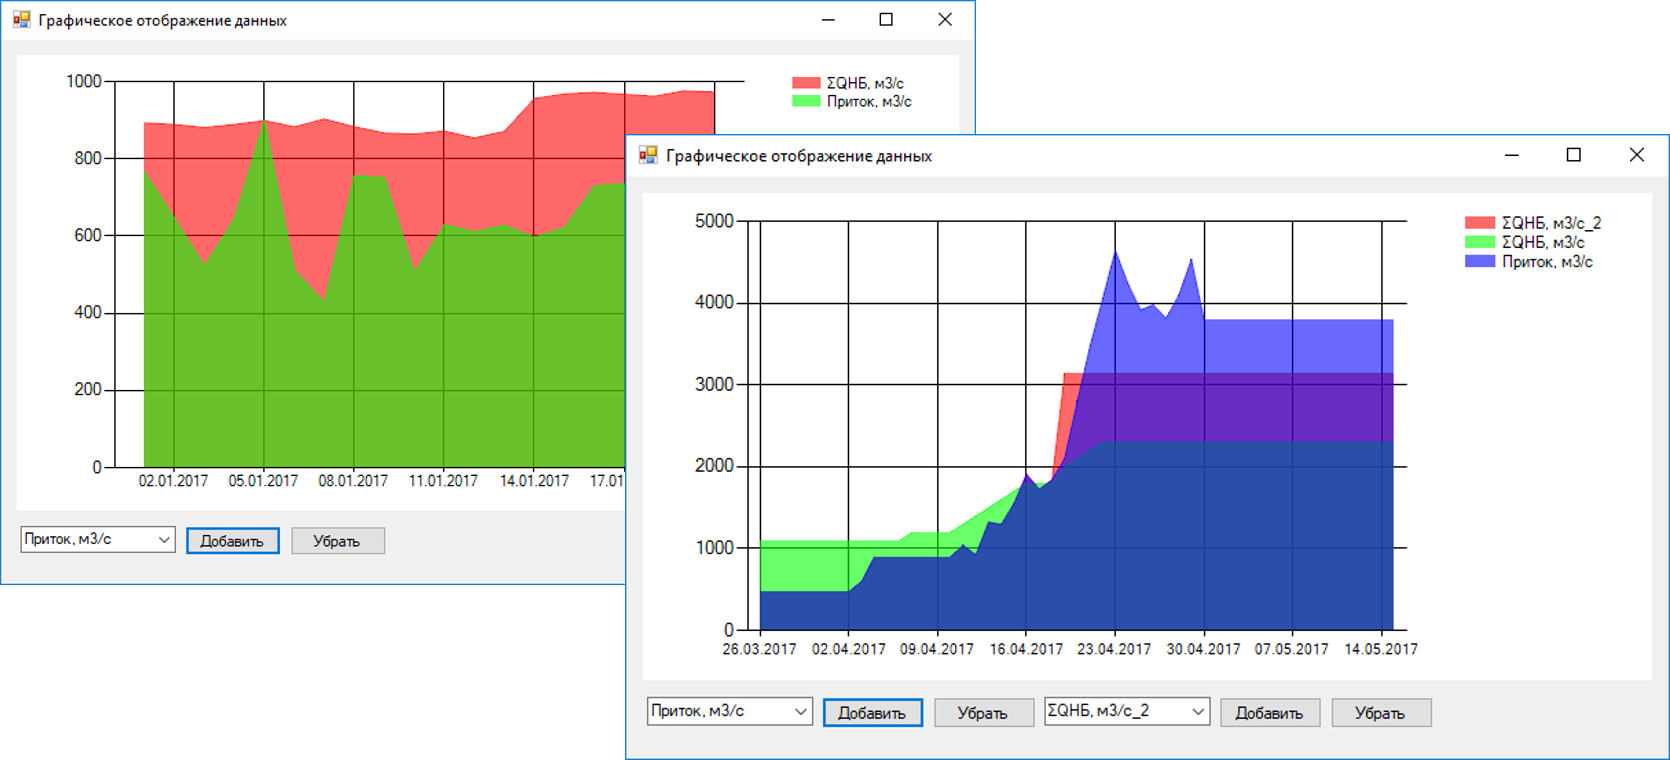 Графическое отображение данных
1000
800
600
400
200
0
02.01.2017 05.01.2017 08.01.2017 11.01.2017 14.01.2017 17.01
ΣQНБ, м3/с
Приток, м3/с
Приток, м3/с Добавить Убрать
Графическое отображение данных
5000
4000
3000
2000
1000
0
26.03.2017 02.04.2017 09.04.2017 16.04.2017 23.04.2017 30.04.2017 07.05.2017 14.05.2017
ΣQНБ, м3/с_2
ΣQНБ, м3/с
Приток, м3/с
Приток, м3/с Добавить Убрать ΣQНБ, м3/с_2 Добавить Убрать